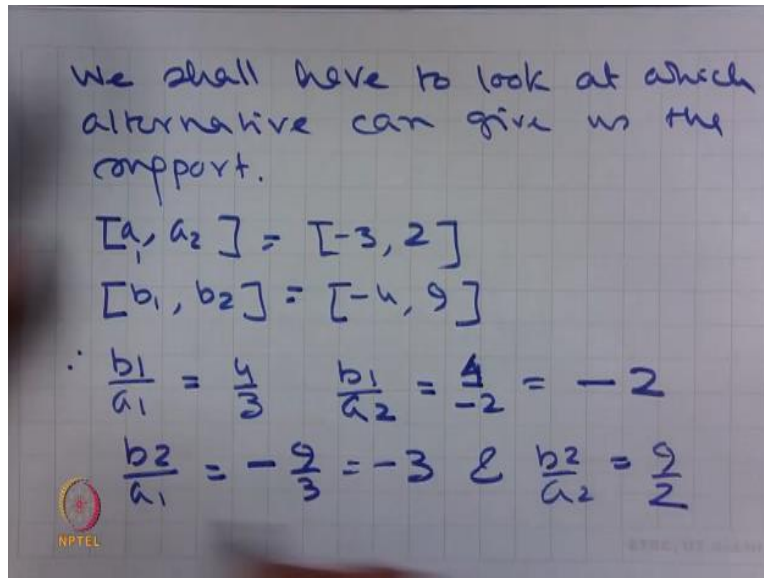 We shall have to look at which
alternative can give us the
support.
[a₁, a₂] = [-3, 2]
[b₁, b₂] = [-4, 9]
∴ b1/a1 = 4/3 b1/a2 = 4/-2 = -2
b2/a1 = -9/3 = -3 & b2/a2 = 9/2
NPTEL